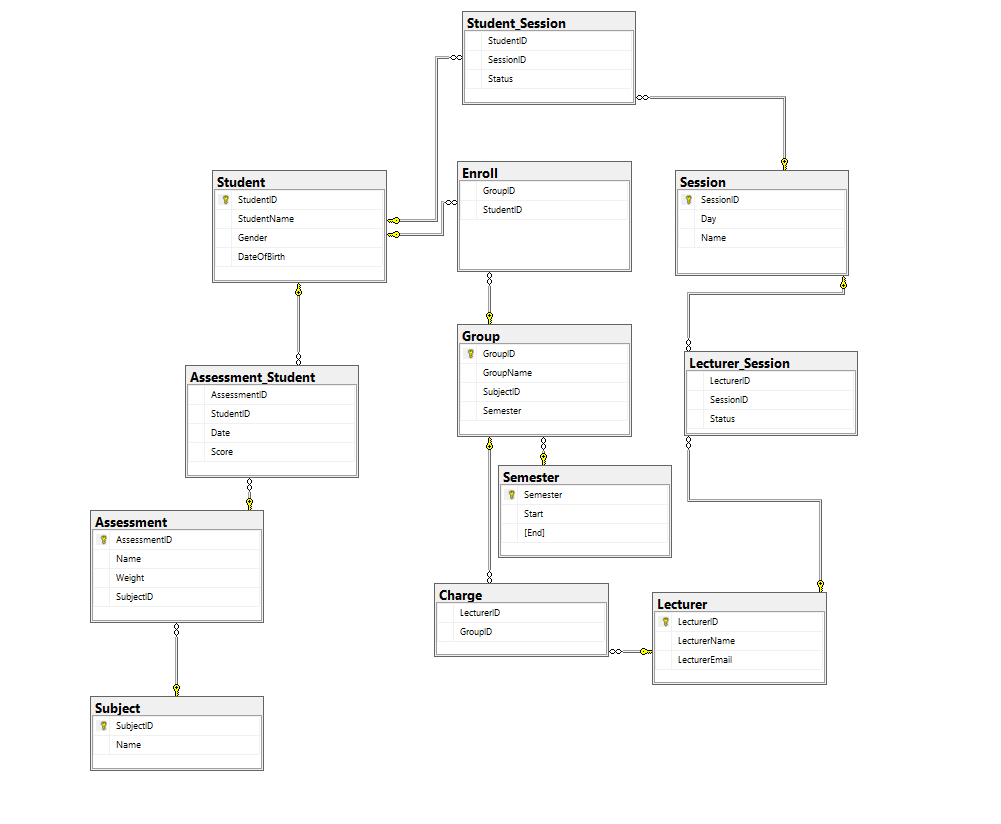 Student_Session
StudentID
SessionID
Status
Student
StudentID
StudentName
Gender
DateOfBirth
Enroll
GroupID
StudentID
Session
SessionID
Day
Name
Group
GroupID
GroupName
SubjectID
Semester
Lecturer_Session
LecturerID
SessionID
Status
Assessment_Student
AssessmentID
StudentID
Date
Score
Semester
Semester
Start
[End]
Assessment
AssessmentID
Name
Weight
SubjectID
Charge
LecturerID
GroupID
Lecturer
LecturerID
LecturerName
LecturerEmail
Subject
SubjectID
Name